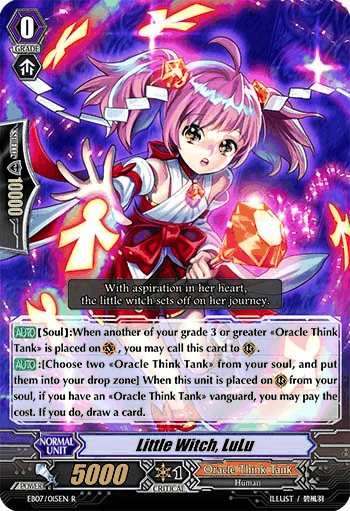 0
GRADE
SHIELD
10000
With aspiration in her heart,
the little witch sets off on her journey.
AUTO [Soul]:When another of your grade 3 or greater «Oracle Think
Tank» is placed on V , you may call this card to R .
AUTO :[Choose two «Oracle Think Tank» from your soul, and put
them into your drop zone] When this unit is placed on R from your
soul, if you have an «Oracle Think Tank» vanguard, you may pay the
cost. If you do, draw a card.
NORMAL
UNIT
Little Witch, LuLu
POWER
5000
1
CRITICAL
Oracle Think Tank
Human
EB07/015EN R
ILLUST / 碧風羽